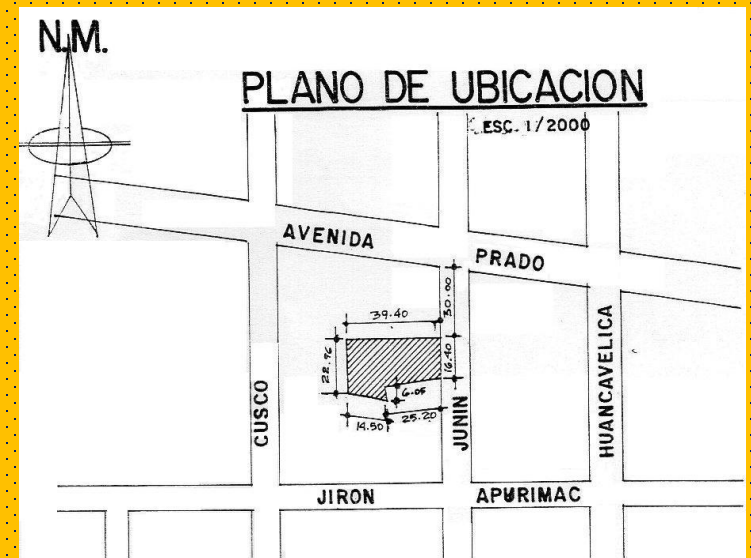 N.M.
PLANO DE UBICACION
ESC. 1/2000
AVENIDA PRADO
39.40
30.00
22.96
16.40
6.05
14.50
25.20
CUSCO
JUNIN
HUANCAVELICA
JIRON APURIMAC